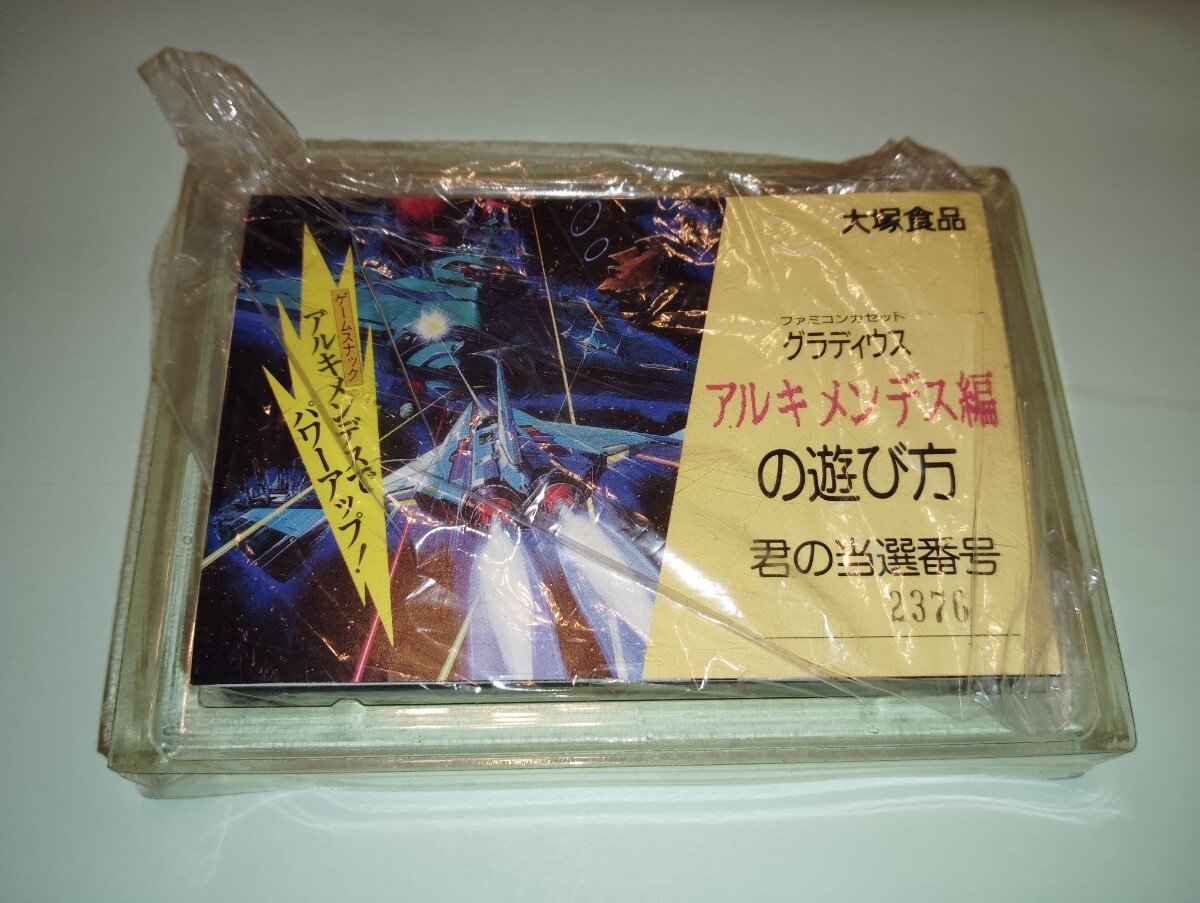 大塚食品
ゲームスナック
アルキメンデスで
パワーアップ!
ファミコンカセット
グラディウス
アルキメンデス編
の遊び方
君の当選番号
2376